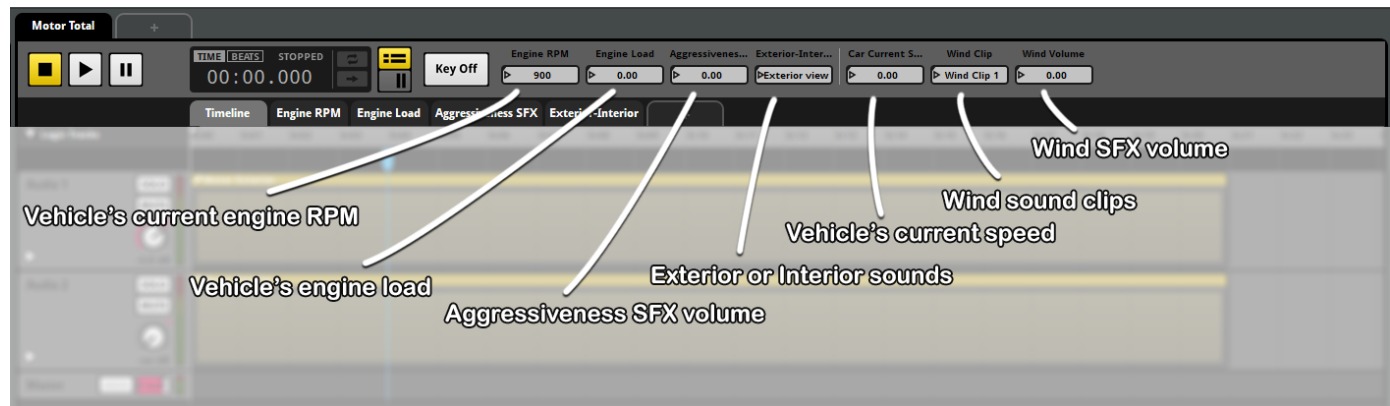 Motor Total
+
TIME BEATS STOPPED
00:00.000
Key Off
Engine RPM
900
Engine Load
0.00
Aggressivenes...
0.00
Exterior-Inter...
Exterior view
Car Current S...
0.00
Wind Clip
Wind Clip 1
Wind Volume
0.00
Timeline Engine RPM Engine Load Aggressiveness SFX Exterior-Interior
Wind SFX volume
Wind sound clips
Vehicle's current engine RPM
Vehicle's current speed
Exterior or Interior sounds
Vehicle's engine load
Aggressiveness SFX volume